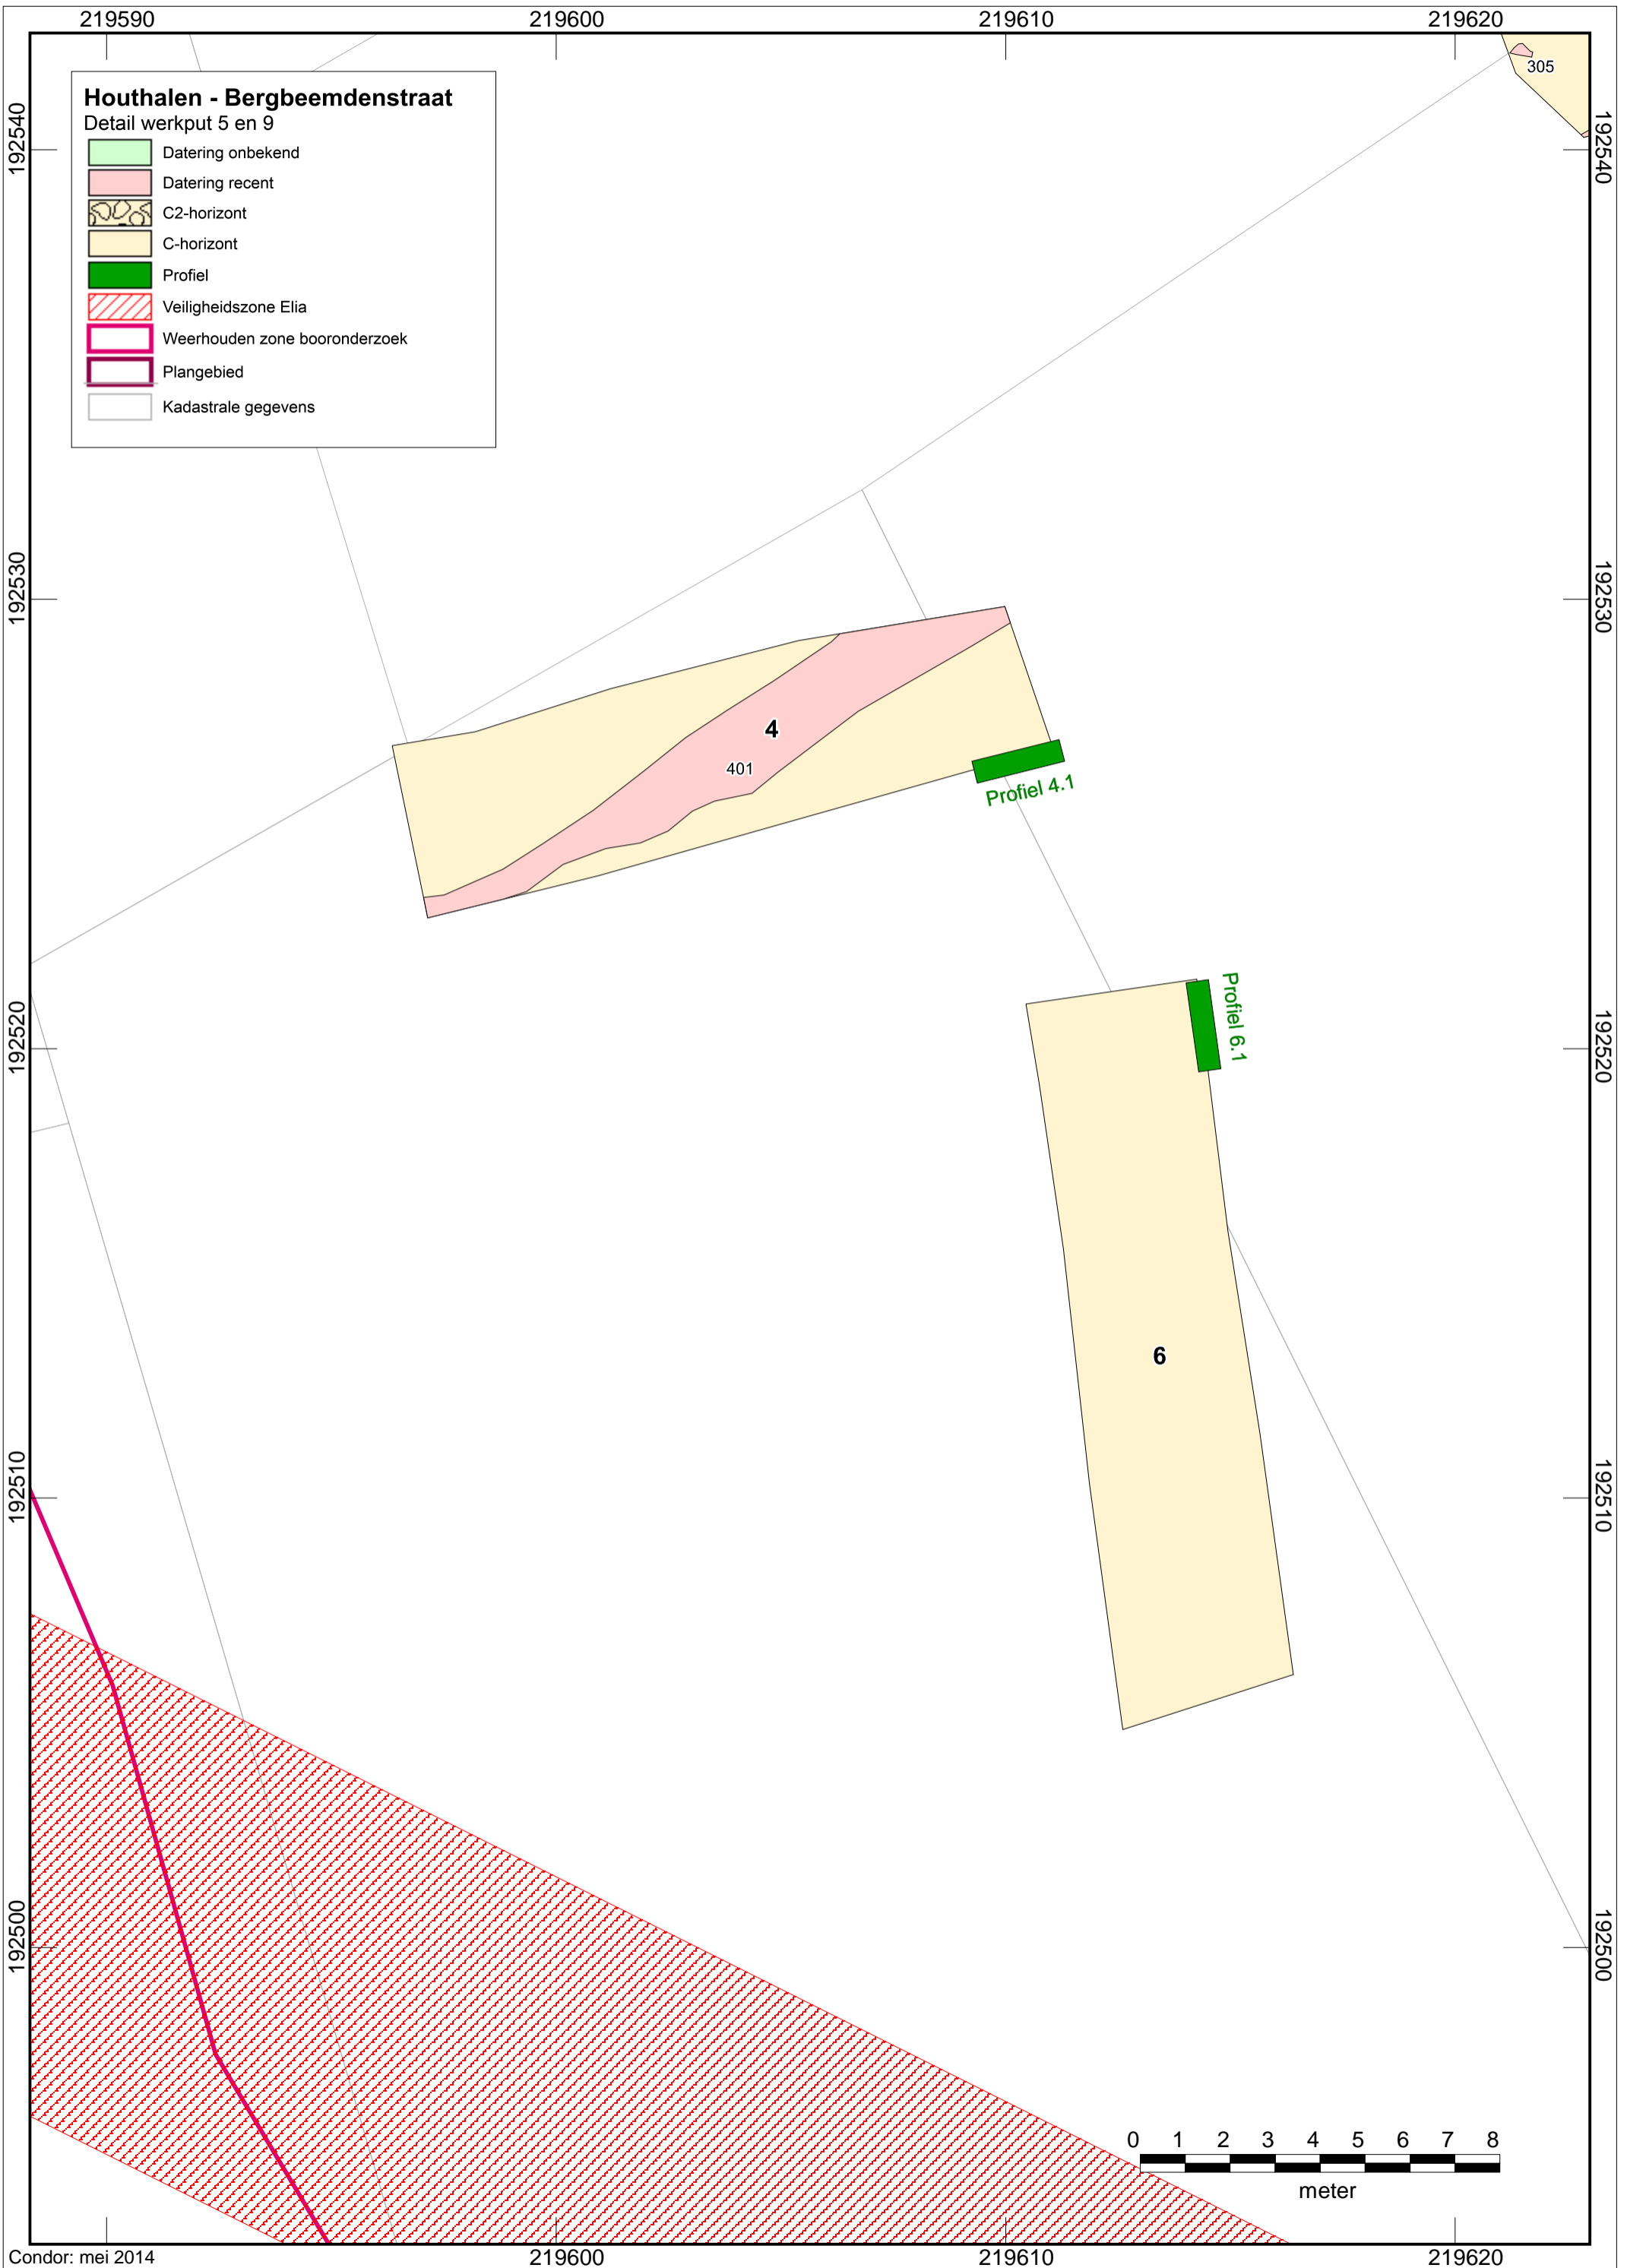 219590
219600
219610
219620
192540
192540
305
Houthalen - Bergbeemdenstraat
Detail werkput 5 en 9
Datering onbekend
Datering recent
C2-horizont
C-horizont
Profiel
Veiligheidszone Elia
Weerhouden zone booronderzoek
Plangebied
Kadastrale gegevens
192530
192530
4
401
Profiel 4.1
192520
192520
Profiel 6.1
6
192510
192510
192500
192500
0 1 2 3 4 5 6 7 8
meter
Condor: mei 2014
219600
219610
219620